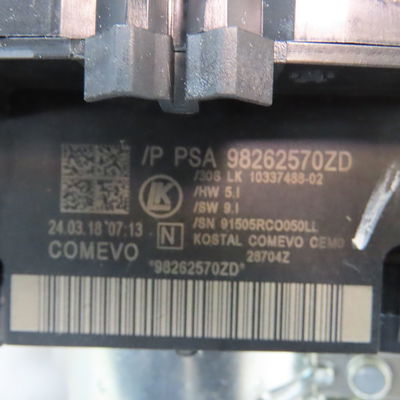 /P PSA 98262570ZD
/30S LK 10337488-02
/HW 5.I
/SW 9.I
/SN 91505RCO050LL
24.03.18 07:13 N KOSTAL COMEVO CEM0
COMEVO 28704Z
*98262570ZD*